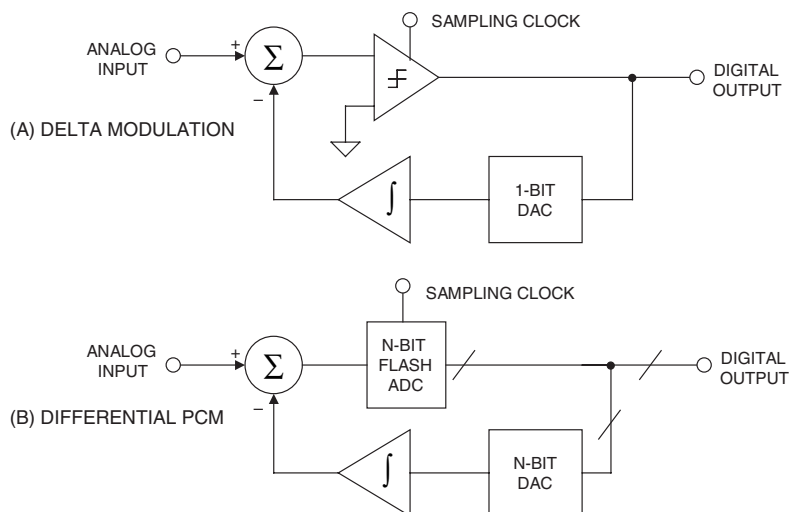 SAMPLING CLOCK
ANALOG
INPUT
+
Σ
−
DIGITAL
OUTPUT
(A) DELTA MODULATION
∫
1-BIT
DAC
SAMPLING CLOCK
ANALOG
INPUT
+
Σ
−
N-BIT
FLASH
ADC
DIGITAL
OUTPUT
(B) DIFFERENTIAL PCM
∫
N-BIT
DAC